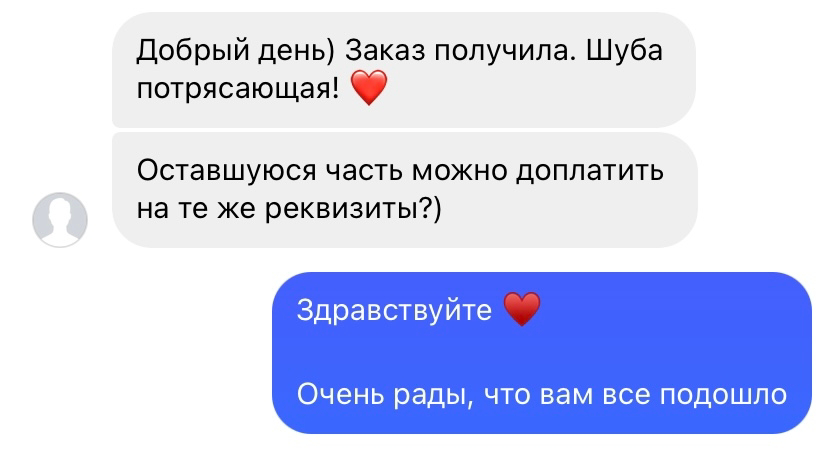 Добрый день) Заказ получила. Шуба
потрясающая! ❤️
Оставшуюся часть можно доплатить
на те же реквизиты?)
Здравствуйте ♥️
Очень рады, что вам все подошло